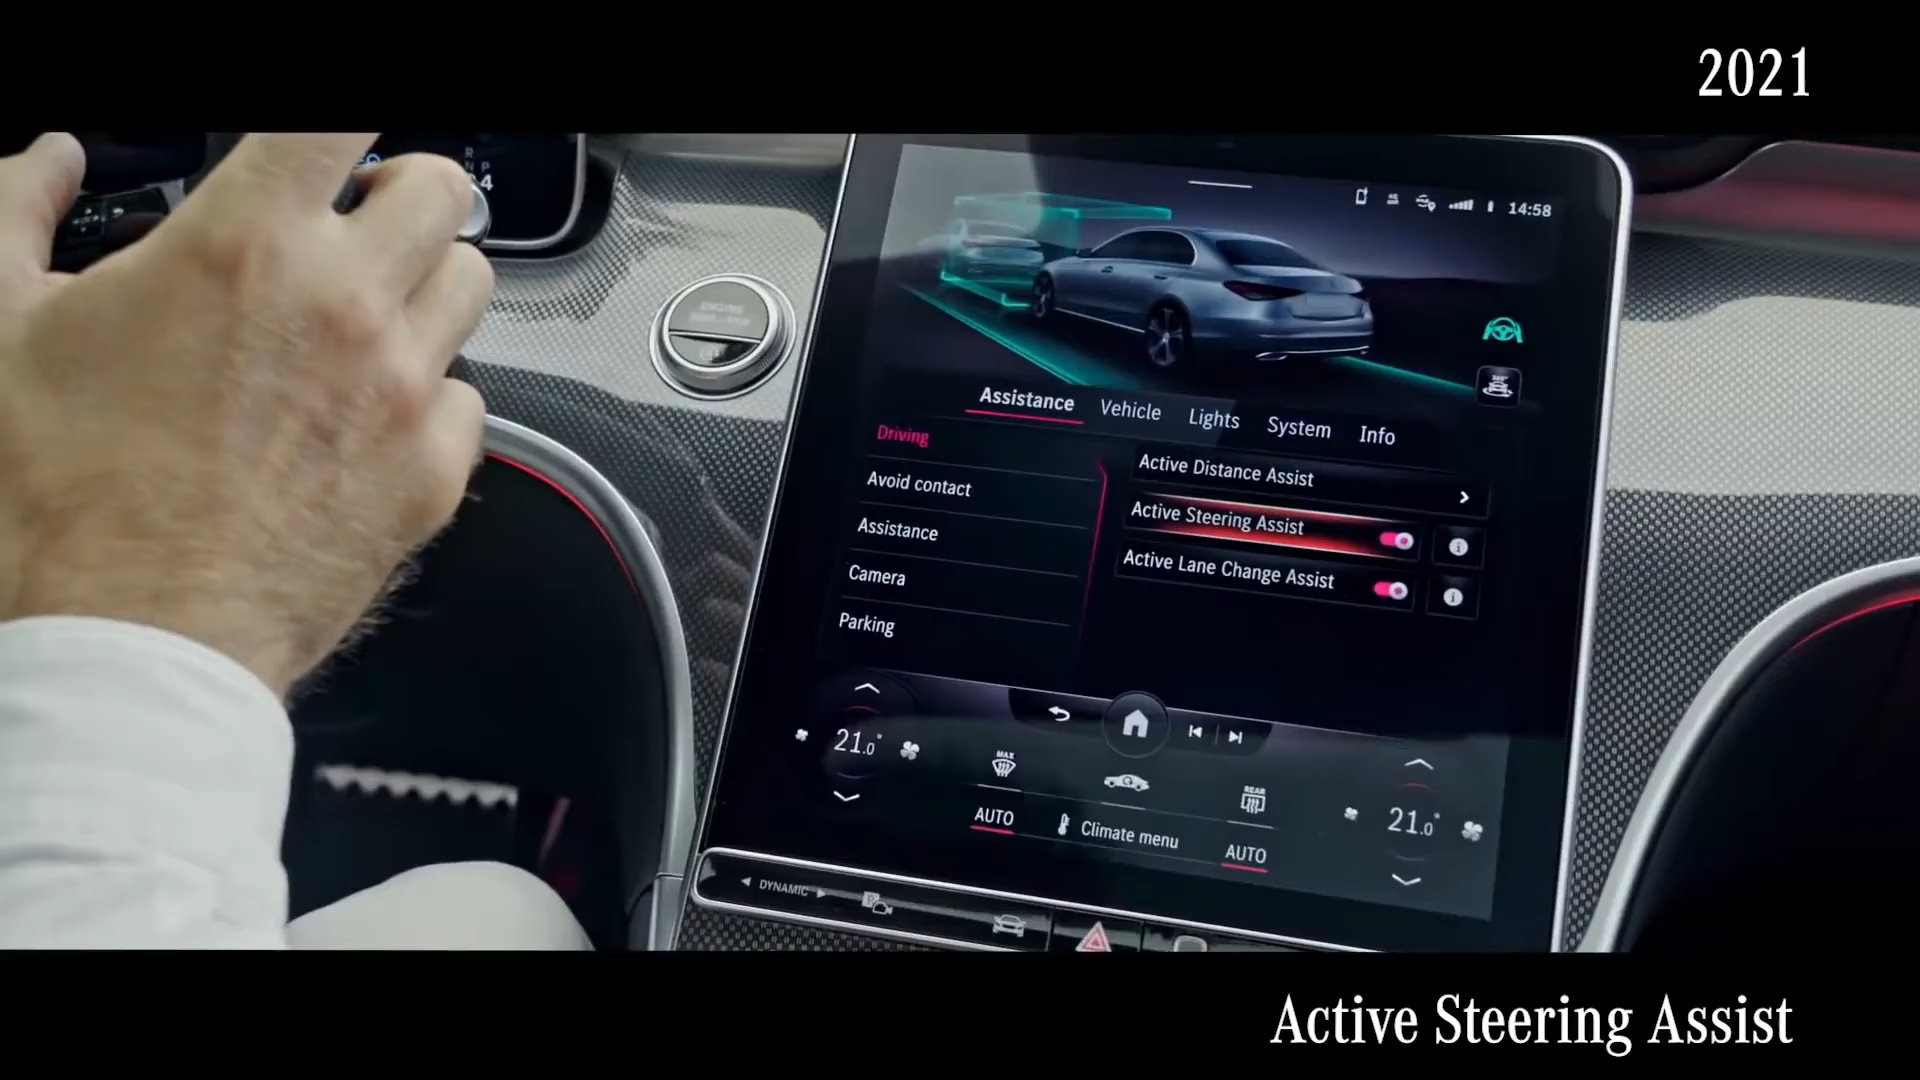 2021
R
N P
4
14:58
Assistance Vehicle Lights System Info
Driving
Avoid contact
Assistance
Camera
Parking
Active Distance Assist
Active Steering Assist
Active Lane Change Assist
21.0°
MAX
REAR
21.0°
AUTO
Climate menu
AUTO
DYNAMIC
Active Steering Assist